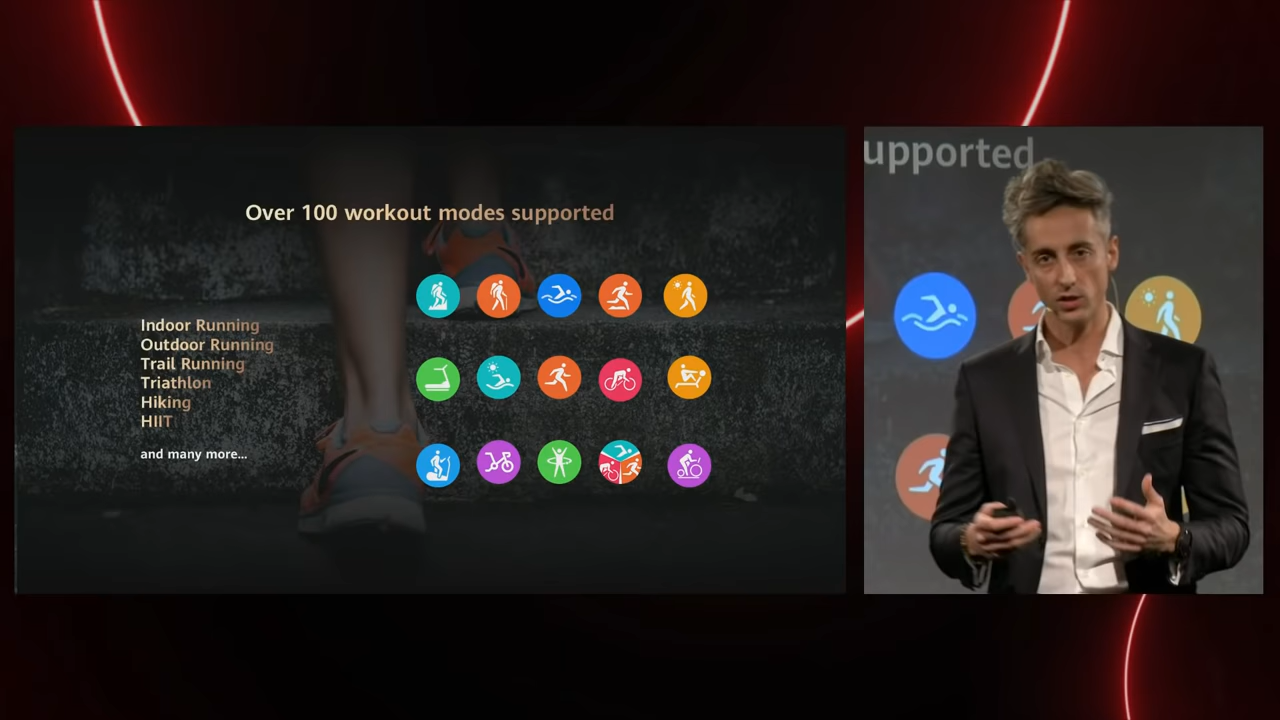 Over 100 workout modes supported
Indoor Running
Outdoor Running
Trail Running
Triathlon
Hiking
HIIT
and many more...
upported